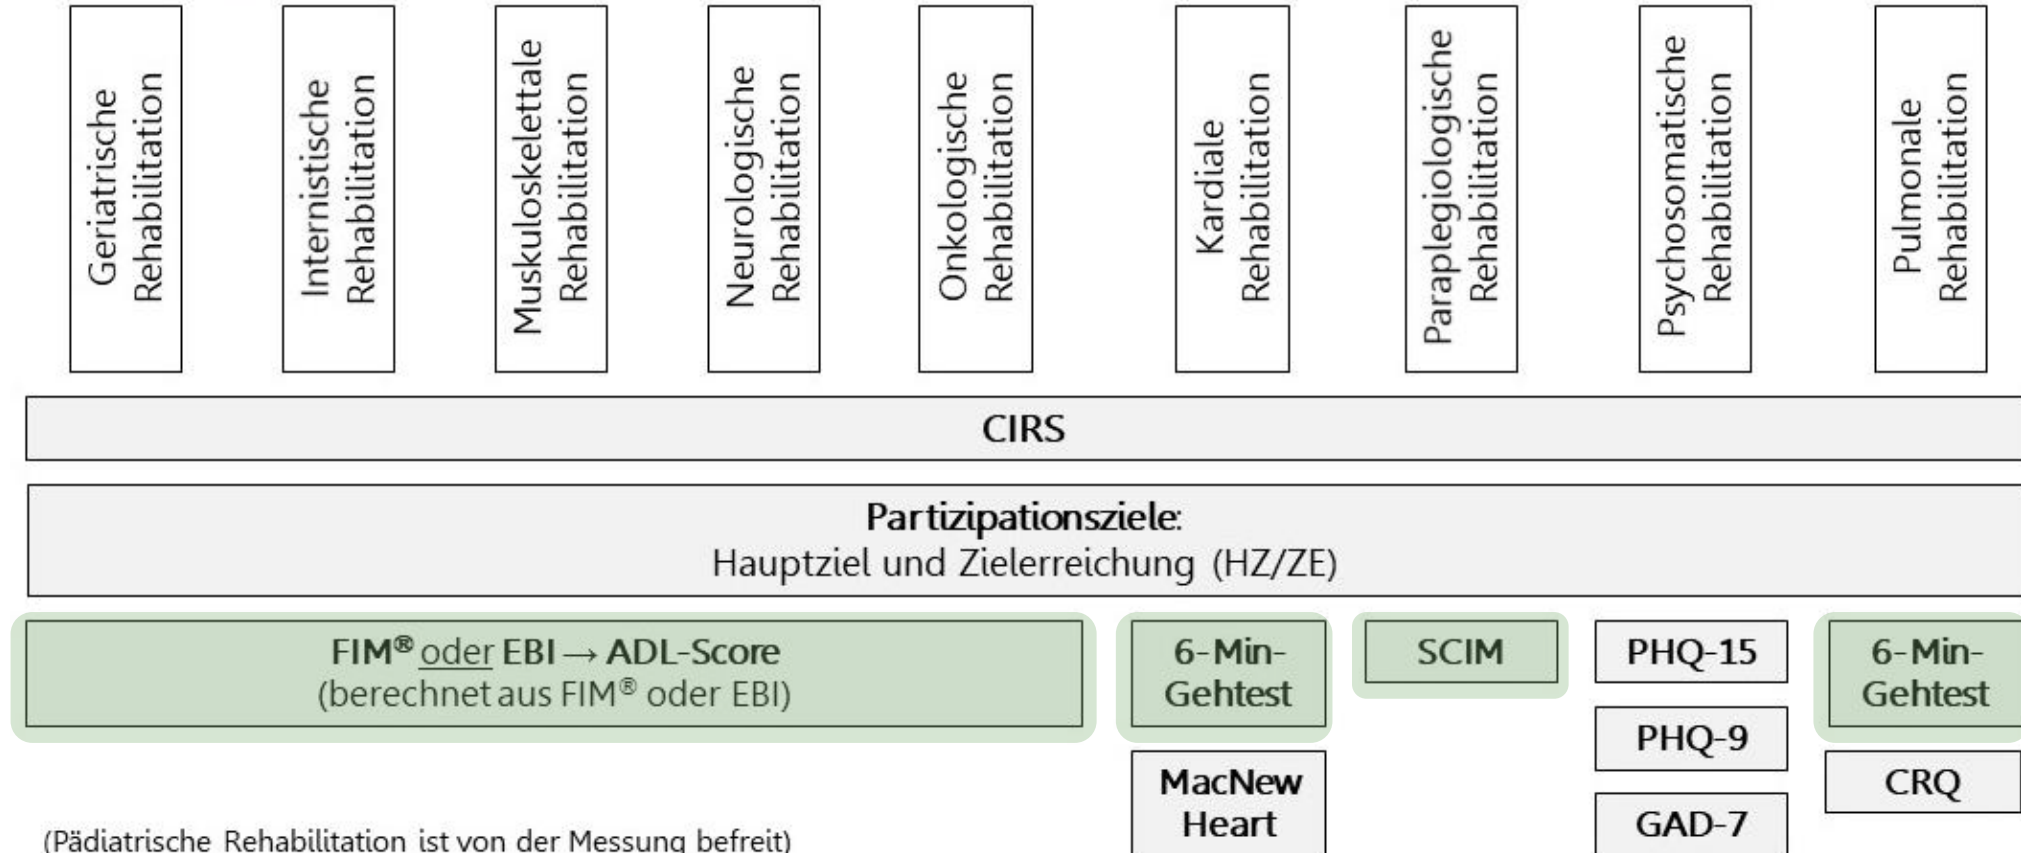 Geriatrische
Rehabilitation
Internistische
Rehabilitation
Muskuloskelettale
Rehabilitation
Neurologische
Rehabilitation
Onkologische
Rehabilitation
Kardiale
Rehabilitation
Paraplegiologische
Rehabilitation
Psychosomatische
Rehabilitation
Pulmonale
Rehabilitation
CIRS
Partizipationsziele:
Hauptziel und Zielerreichung (HZ/ZE)
FIM® oder EBI → ADL-Score
(berechnet aus FIM® oder EBI)
6-Min-
Gehtest
MacNew
Heart
SCIM
PHQ-15
PHQ-9
GAD-7
6-Min-
Gehtest
CRQ
(Pädiatrische Rehabilitation ist von der Messung befreit)